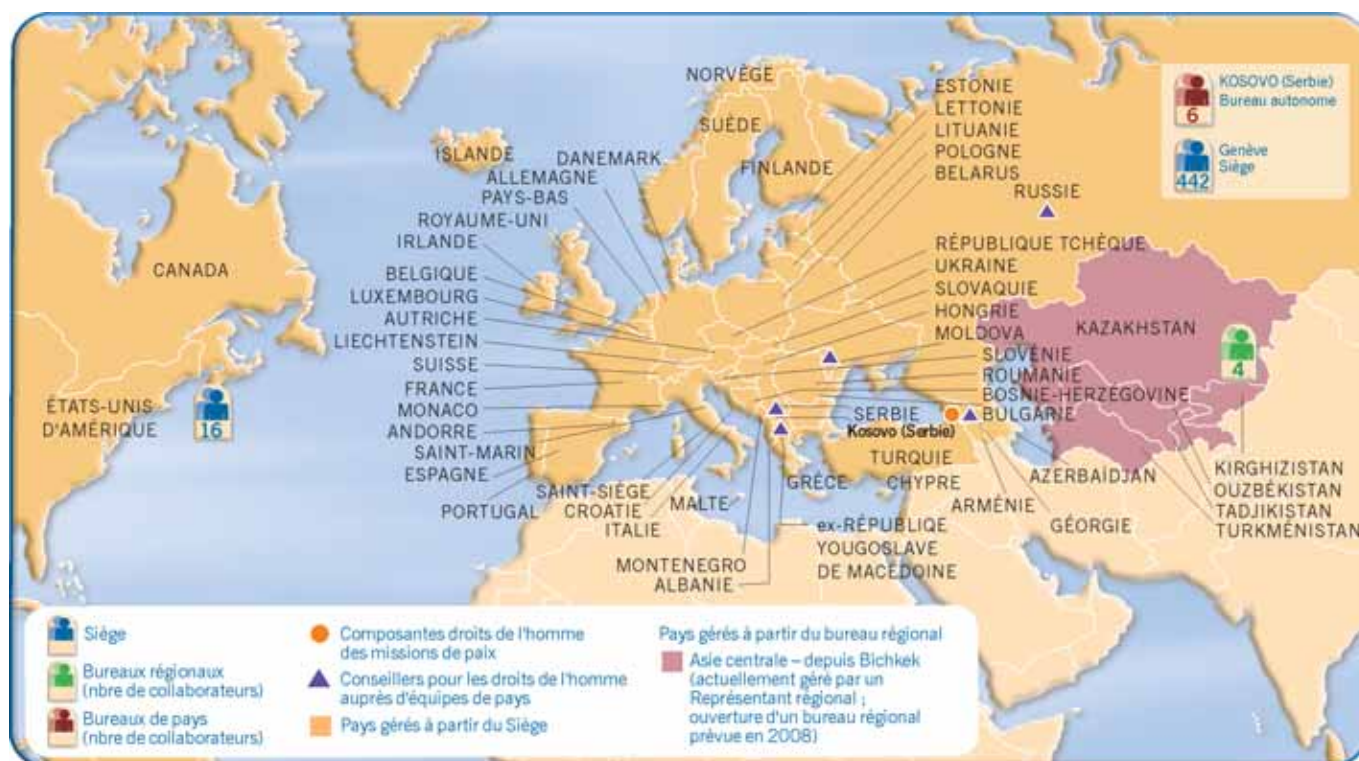 NORVÈGE
SUÈDE
ISLANDE
FINLANDE
DANEMARK
ALLEMAGNE
PAYS-BAS
ROYAUME-UNI
IRLANDE
BELGIQUE
LUXEMBOURG
AUTRICHE
LIECHTENSTEIN
SUISSE
FRANCE
MONACO
ANDORRE
SAINT-MARIN
ESPAGNE
PORTUGAL
SAINT-SIÈGE
CROATIE
ITALIE
MALTE
MONTENEGRO
ALBANIE
CANADA
ÉTATS-UNIS
D'AMÉRIQUE
16
ESTONIE
LETTONIE
LITUANIE
POLOGNE
BELARUS
RUSSIE
RÉPUBLIQUE TCHÈQUE
UKRAINE
SLOVAQUIE
HONGRIE
MOLDOVA
SLOVÉNIE
ROUMANIE
BOSNIE-HERZEGOVINE
BULGARIE
SERBIE
Kosovo (Serbie)
TURQUIE
GRÈCE
CHYPRE
ARMÉNIE
AZERBAÏDJAN
GÉORGIE
ex-RÉPUBLIQE
YOUGOSLAVE
DE MACÉDOINE
KAZAKHSTAN
4
KIRGHIZISTAN
OUZBÉKISTAN
TADJIKISTAN
TURKMÉNISTAN
KOSOVO (Serbie)
Bureau autonome
6
Genève
Siège
442
Siège
Bureaux régionaux
(nbre de collaborateurs)
Bureaux de pays
(nbre de collaborateurs)
Composantes droits de l'homme
des missions de paix
Conseillers pour les droits de l'homme
auprès d'équipes de pays
Pays gérés à partir du Siège
Pays gérés à partir du bureau régional
Asie centrale – depuis Bichkek
(actuellement géré par un
Représentant régional ;
ouverture d'un bureau régional
prévue en 2008)